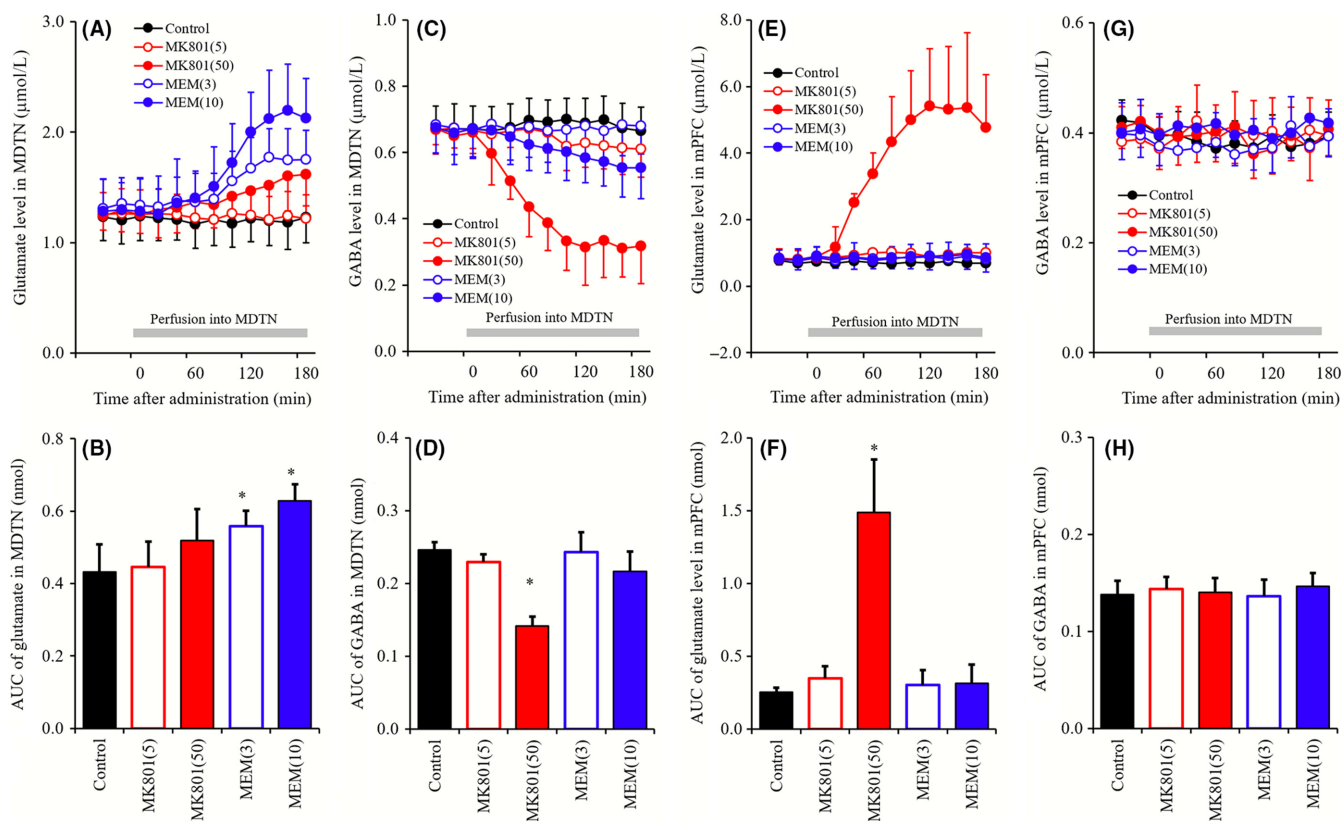 (A)
3.0
2.0
1.0
0.0
Glutamate level in MDTN (μmol/L)
Control
MK801(5)
MK801(50)
MEM(3)
MEM(10)
Perfusion into MDTN
0
60
120
180
Time after administration (min)
(C)
1.0
0.8
0.6
0.4
0.2
0.0
GABA level in MDTN (μmol/L)
Control
MK801(5)
MK801(50)
MEM(3)
MEM(10)
Perfusion into MDTN
0
60
120
180
Time after administration (min)
(E)
8.0
6.0
4.0
2.0
0.0
−2.0
Glutamate level in mPFC (μmol/L)
Control
MK801(5)
MK801(50)
MEM(3)
MEM(10)
Perfusion into MDTN
0
60
120
180
Time after administration (min)
(G)
0.6
0.4
0.2
0.0
GABA level in mPFC (μmol/L)
Control
MK801(5)
MK801(50)
MEM(3)
MEM(10)
Perfusion into MDTN
0
60
120
180
Time after administration (min)
(B)
0.8
0.6
0.4
0.2
0.0
AUC of glutamate in MDTN (nmol)
*
*
Control
MK801(5)
MK801(50)
MEM(3)
MEM(10)
(D)
0.4
0.3
0.2
0.1
0.0
AUC of GABA in MDTN (nmol)
*
Control
MK801(5)
MK801(50)
MEM(3)
MEM(10)
(F)
2.0
1.5
1.0
0.5
0.0
AUC of glutamate level in mPFC (nmol)
*
Control
MK801(5)
MK801(50)
MEM(3)
MEM(10)
(H)
0.3
0.2
0.1
0.0
AUC of GABA in mPFC (nmol)
Control
MK801(5)
MK801(50)
MEM(3)
MEM(10)